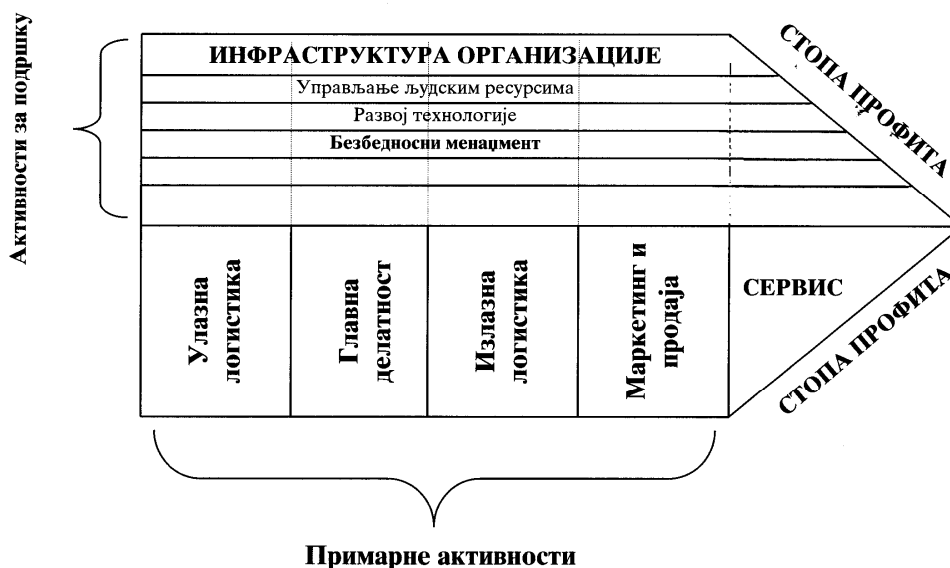 Активности за подршку
ИНФРАСТРУКТУРА ОРГАНИЗАЦИЈЕ
Управљање људским ресурсима
Развој технологије
Безбедносни менаџмент
СТОПА ПРОФИТА
Улазна
логистика
Главна
делатност
Излазна
логистика
Маркетинг и
продаја
СЕРВИС
СТОПА ПРОФИТА
Примарне активности